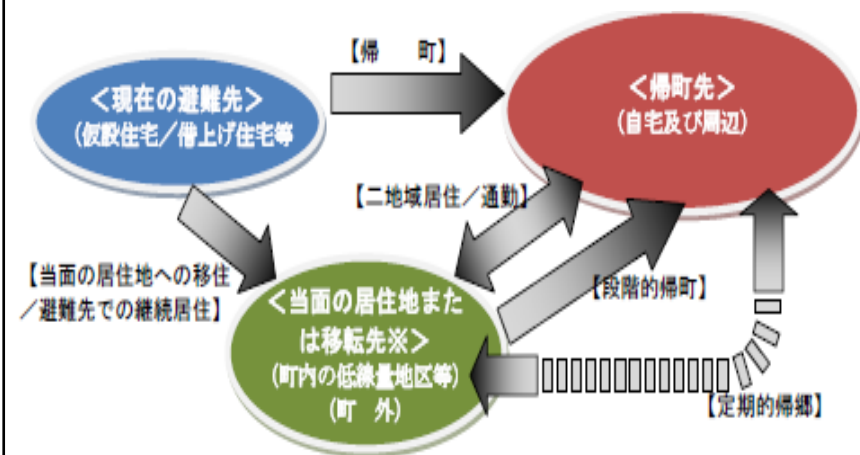 【帰　町】
＜現在の避難先＞
(仮設住宅／借上げ住宅等
＜帰町先＞
(自宅及び周辺)
【二地域居住／通勤】
【当面の居住地への移住
／避難先での継続居住】
【段階的帰町】
＜当面の居住地また
は移転先※＞
(町内の低線量地区等)
(町　外)
【定期的帰郷】